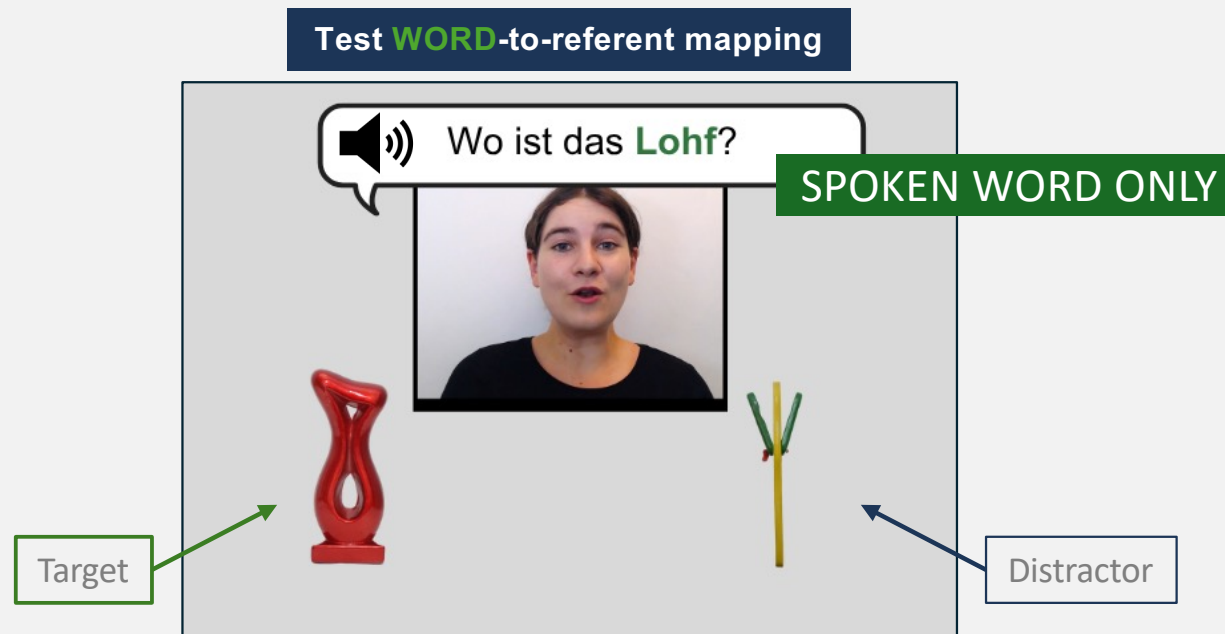 Test WORD-to-referent mapping
Wo ist das Lohf?
SPOKEN WORD ONLY
Target
Distractor